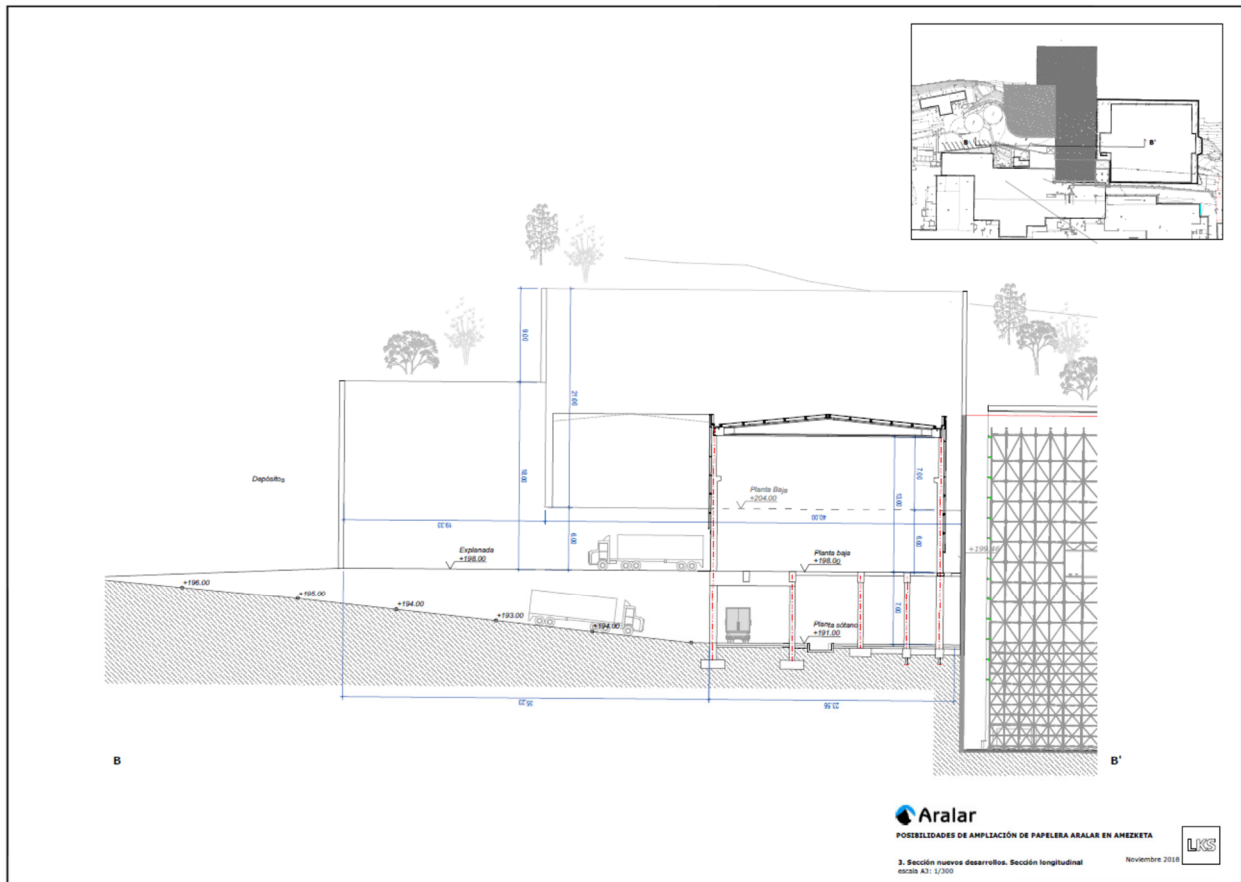 B
B'
9.00
21.00
18.00
Depósitos
7.00
13.00
Planta Baja
+204.00
19.33
40.00
6.00
6.00
Explanada
+198.00
Planta baja
+198.00
+199.46
+196.00
+195.00
+194.00
+193.00
+194.00
7.00
Planta sótano
+191.00
35.23
23.56
B
B'
Aralar
POSIBILIDADES DE AMPLIACIÓN DE PAPELERA ARALAR EN AMEZKETA
LKS
3. Sección nuevos desarrollos. Sección longitudinal
Noviembre 2018
escala A3: 1/300